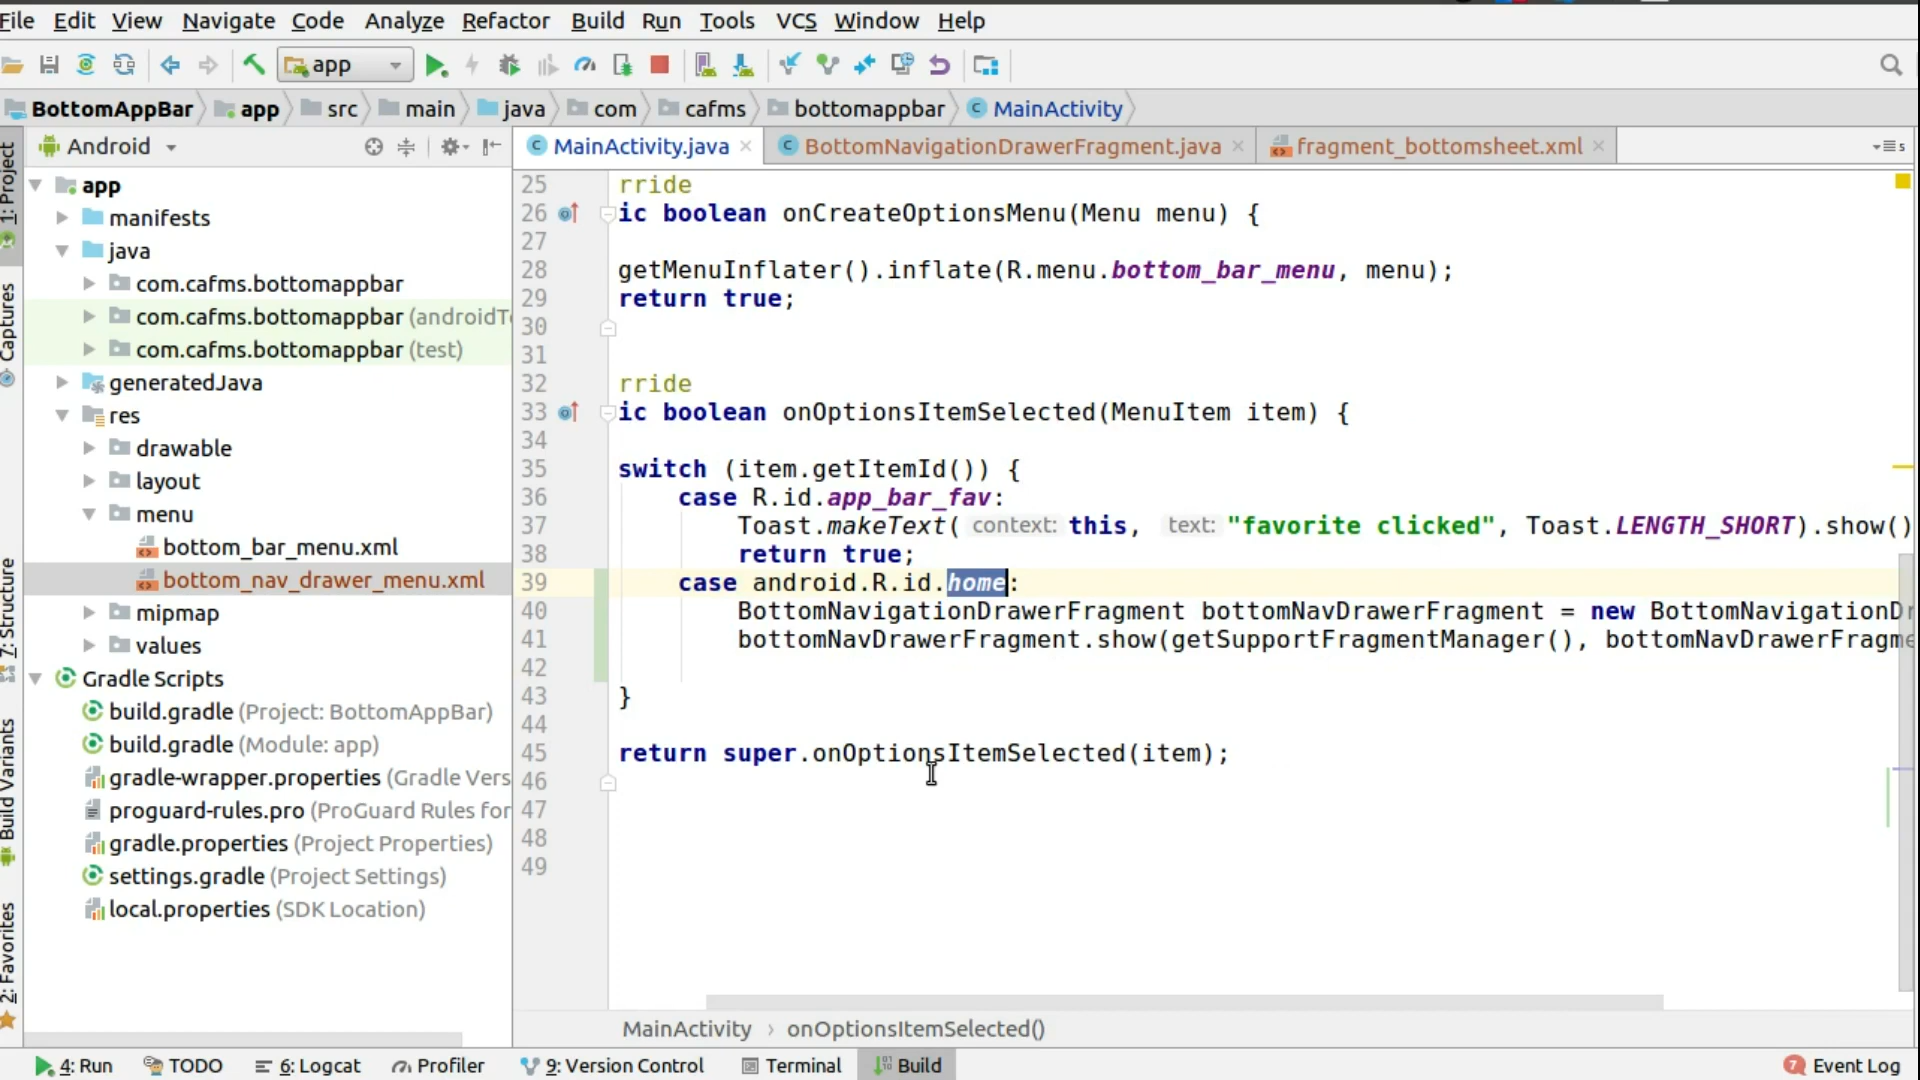 File Edit View Navigate Code Analyze Refactor Build Run Tools VCS Window Help
app
BottomAppBar app src main java com cafms bottomappbar MainActivity
Android
MainActivity.java BottomNavigationDrawerFragment.java fragment_bottomsheet.xml
1: Project
Captures
7: Structure
Build Variants
2: Favorites
app
manifests
java
com.cafms.bottomappbar
com.cafms.bottomappbar (androidT
com.cafms.bottomappbar (test)
generatedJava
res
drawable
layout
menu
bottom_bar_menu.xml
bottom_nav_drawer_menu.xml
mipmap
values
Gradle Scripts
build.gradle (Project: BottomAppBar)
build.gradle (Module: app)
gradle-wrapper.properties (Gradle Vers
proguard-rules.pro (ProGuard Rules for
gradle.properties (Project Properties)
settings.gradle (Project Settings)
local.properties (SDK Location)
25 rride
26 ic boolean onCreateOptionsMenu(Menu menu) {
27
28 getMenuInflater().inflate(R.menu.bottom_bar_menu, menu);
29 return true;
30
31
32 rride
33 ic boolean onOptionsItemSelected(MenuItem item) {
34
35 switch (item.getItemId()) {
36 case R.id.app_bar_fav:
37 Toast.makeText( context: this, text: "favorite clicked", Toast.LENGTH_SHORT).show()
38 return true;
39 case android.R.id.home:
40 BottomNavigationDrawerFragment bottomNavDrawerFragment = new BottomNavigationDr
41 bottomNavDrawerFragment.show(getSupportFragmentManager(), bottomNavDrawerFragme
42
43 }
44
45 return super.onOptionsItemSelected(item);
46
47
48
49
MainActivity › onOptionsItemSelected()
4: Run TODO 6: Logcat Profiler 9: Version Control Terminal Build 7 Event Log